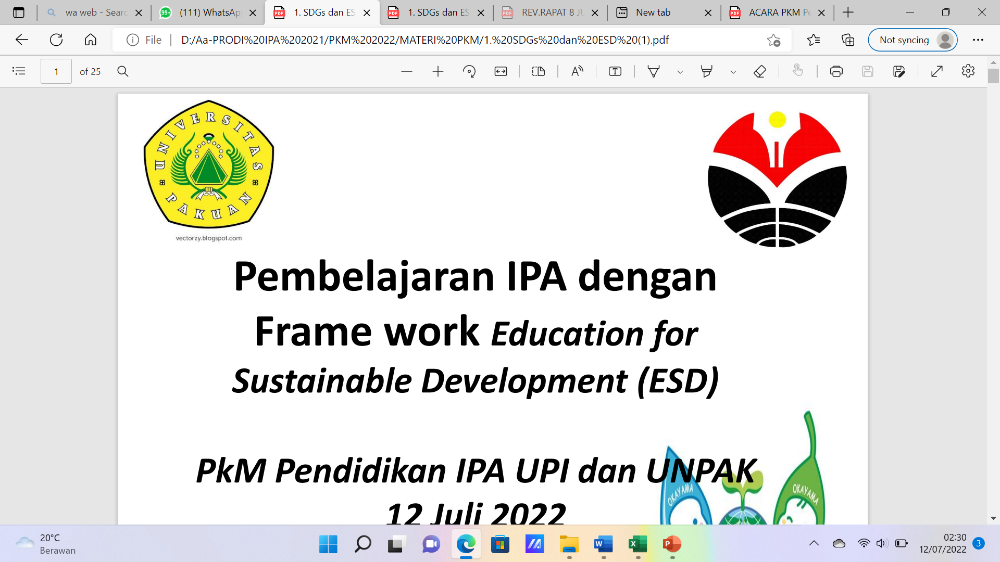 wa web - Searc
(111) WhatsAp
1. SDGs dan ES
1. SDGs dan ES
REV.RAPAT 8 JU
New tab
ACARA PKM Pe
File
D:/Aa-PRODI%20IPA%202021/PKM%202022/MATERI%20PKM/1.%20SDGs%20dan%20ESD%20(1).pdf
Not syncing
1 of 25
UNIVERSITAS
PAKUAN
vectorzy.blogspot.com
Pembelajaran IPA dengan
Frame work Education for
Sustainable Development (ESD)
PkM Pendidikan IPA UPI dan UNPAK
12 Juli 2022
OKAYAMA
OKAYAMA
20°C
Berawan
02:30
12/07/2022
3